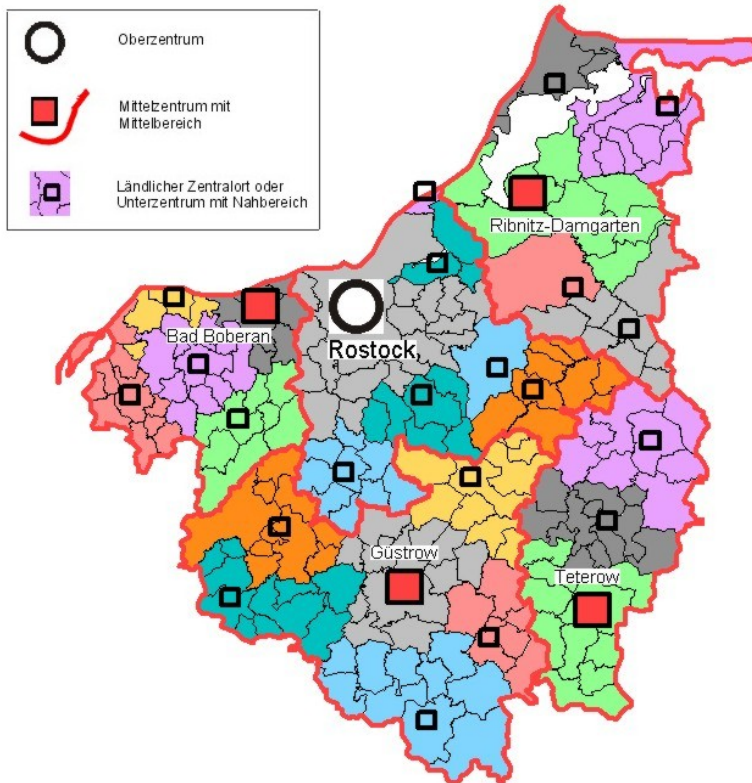 Oberzentrum
Mittelzentrum mit
Mittelbereich
Ländlicher Zentralort oder
Unterzentrum mit Nahbereich
Ribnitz-Damgarten
Bad Boberan
Rostock
Güstrow
Teterow